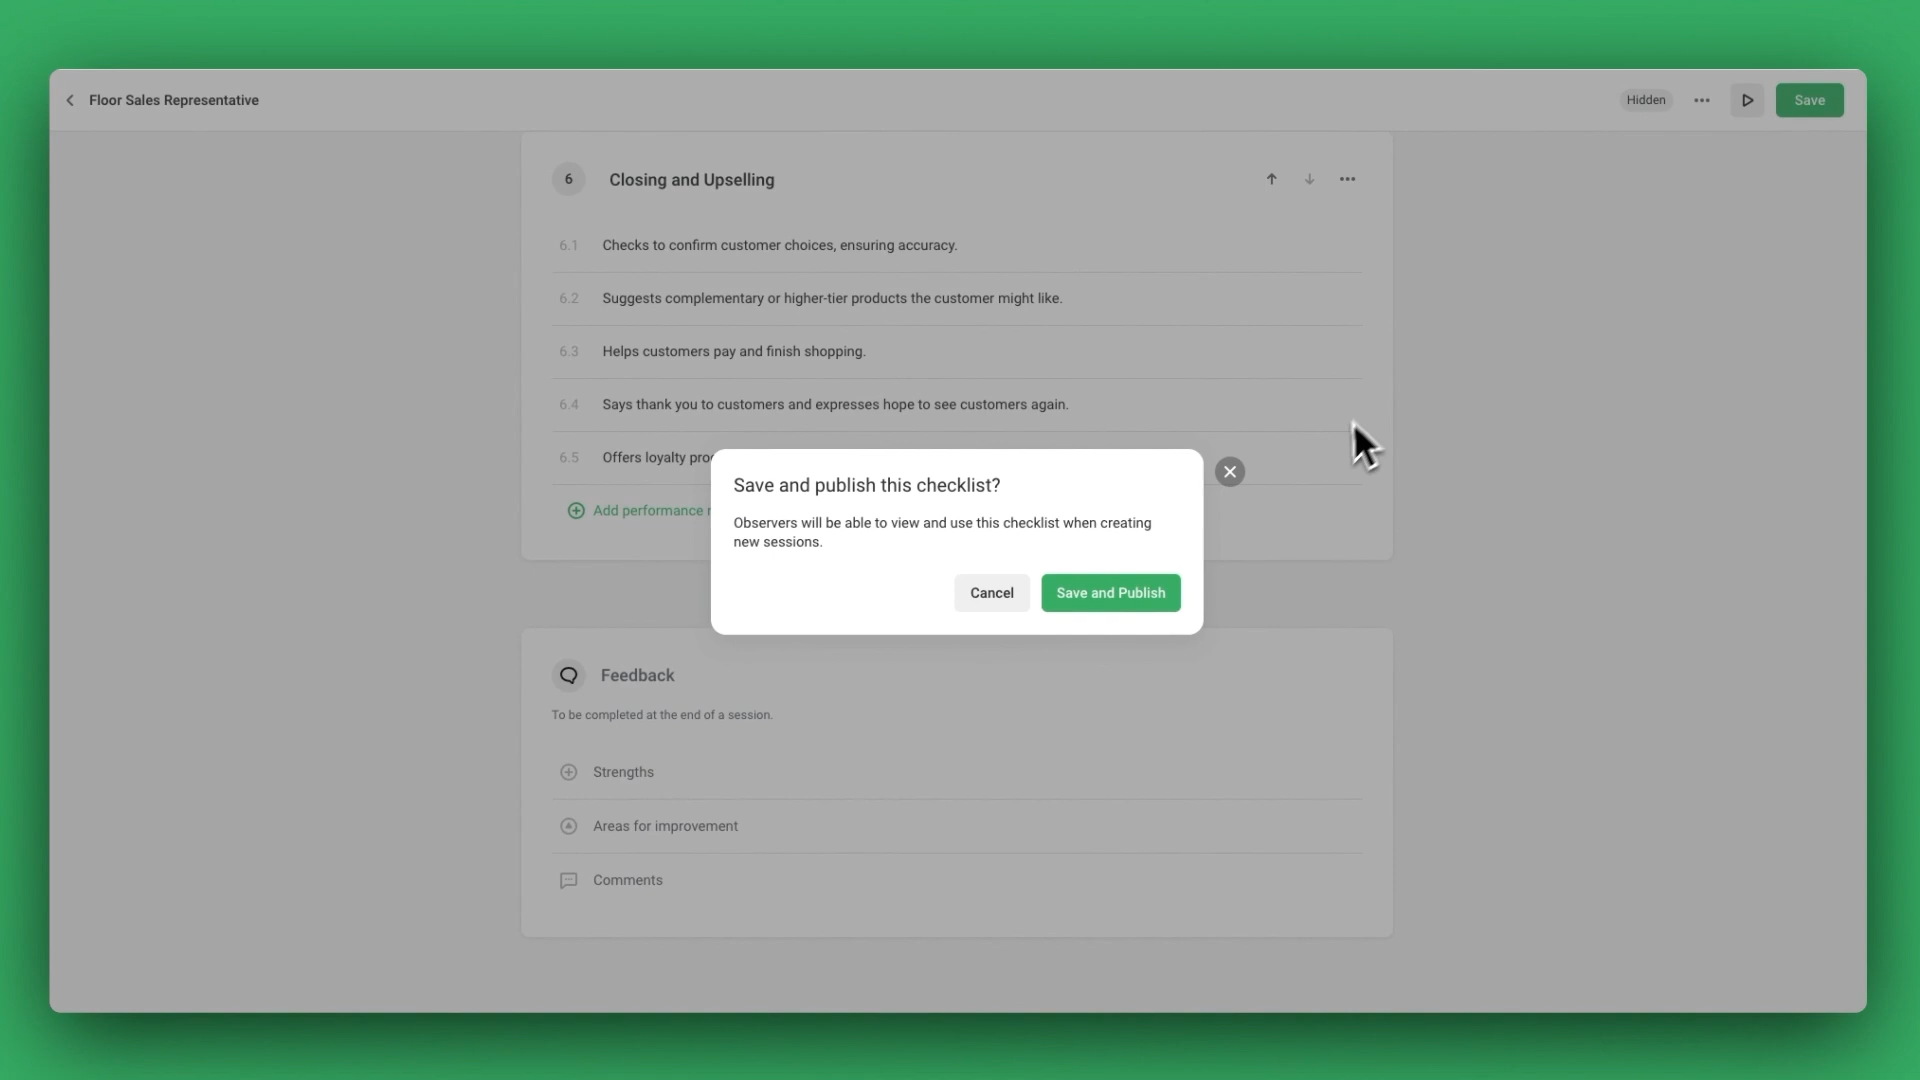 Floor Sales Representative
Hidden
Save
6
Closing and Upselling
6.1 Checks to confirm customer choices, ensuring accuracy.
6.2 Suggests complementary or higher-tier products the customer might like.
6.3 Helps customers pay and finish shopping.
6.4 Says thank you to customers and expresses hope to see customers again.
6.5 Offers loyalty
Add performance
Save and publish this checklist?
Observers will be able to view and use this checklist when creating
new sessions.
Cancel
Save and Publish
Feedback
To be completed at the end of a session.
Strengths
Areas for improvement
Comments